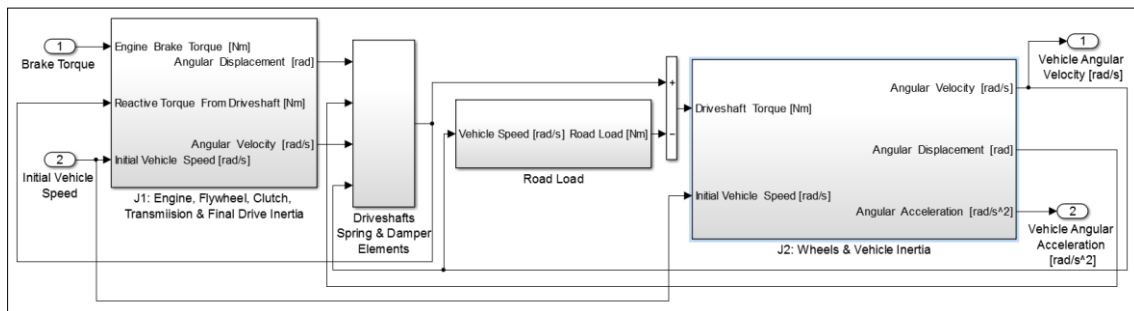 1
Brake Torque
2
Initial Vehicle
Speed
Engine Brake Torque [Nm]
Angular Displacement [rad]
Reactive Torque From Driveshaft [Nm]
Angular Velocity [rad/s]
Initial Vehicle Speed [rad/s]
J1: Engine, Flywheel, Clutch,
Transmiision & Final Drive Inertia
Driveshafts
Spring & Damper
Elements
Vehicle Speed [rad/s] Road Load [Nm]
Road Load
+
−
Driveshaft Torque [Nm]
Angular Velocity [rad/s]
Angular Displacement [rad]
Initial Vehicle Speed [rad/s]
Angular Acceleration [rad/s^2]
J2: Wheels & Vehicle Inertia
1
Vehicle Angular
Velocity [rad/s]
2
Vehicle Angular
Acceleration
[rad/s^2]